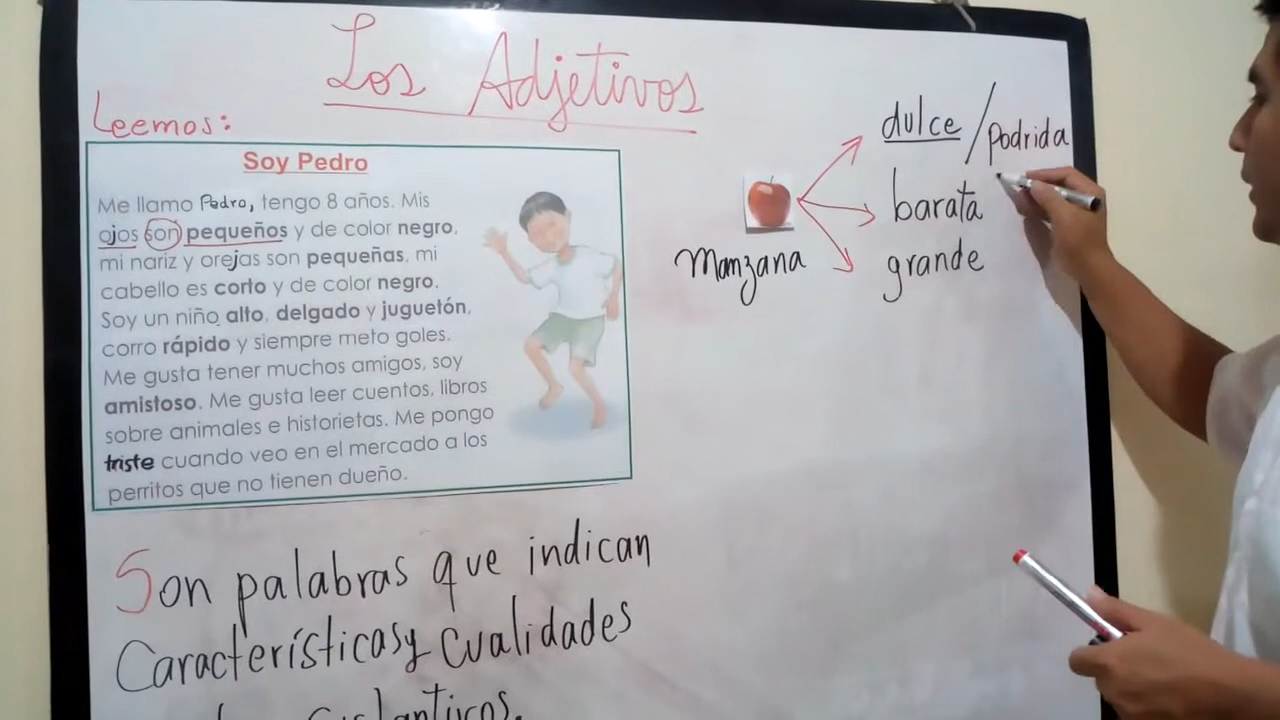 Los Adjetivos
Leemos:
Soy Pedro
Me llamo Pedro, tengo 8 años. Mis
ojos son pequeños y de color negro,
mi nariz y orejas son pequeñas, mi
cabello es corto y de color negro.
Soy un niño alto, delgado y juguetón,
corro rápido y siempre meto goles.
Me gusta tener muchos amigos, soy
amistoso. Me gusta leer cuentos, libros
sobre animales e historietas. Me pongo
triste cuando veo en el mercado a los
perritos que no tienen dueño.
Son palabras que indican
Características y cualidades
sustantivos.
manzana
dulce / podrida
barata
grande